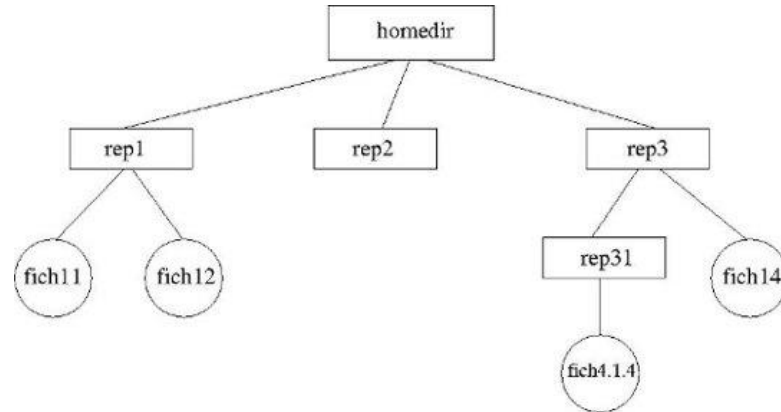 homedir
rep1
rep2
rep3
fich11
fich12
rep31
fich14
fich4.1.4